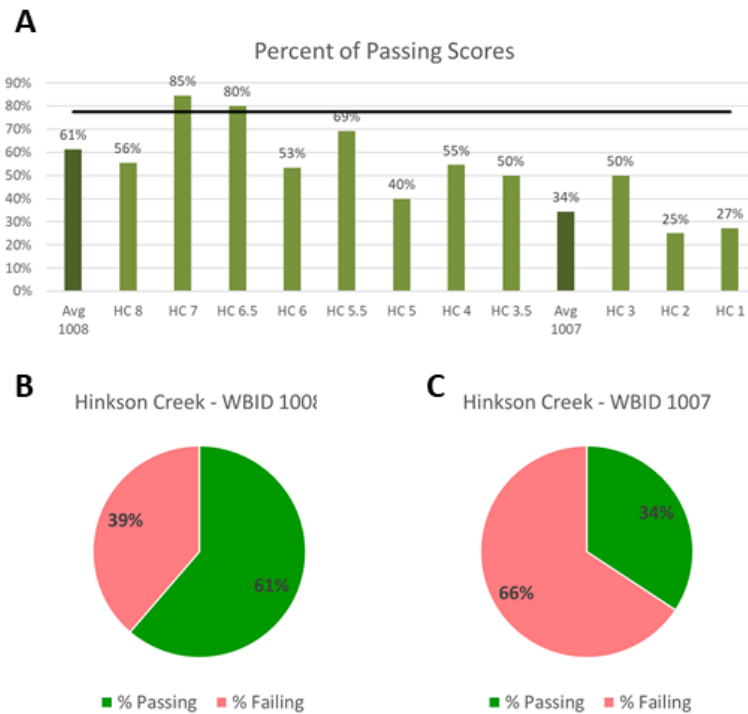 A
Percent of Passing Scores
90%
80%
70%
60%
50%
40%
30%
20%
10%
0%
61%
56%
85%
80%
53%
69%
40%
55%
50%
34%
50%
25%
27%
Avg 1008
HC 8
HC 7
HC 6.5
HC 6
HC 5.5
HC 5
HC 4
HC 3.5
Avg 1007
HC 3
HC 2
HC 1
B
Hinkson Creek - WBID 1008
39%
61%
% Passing % Failing
C
Hinkson Creek - WBID 1007
34%
66%
% Passing % Failing